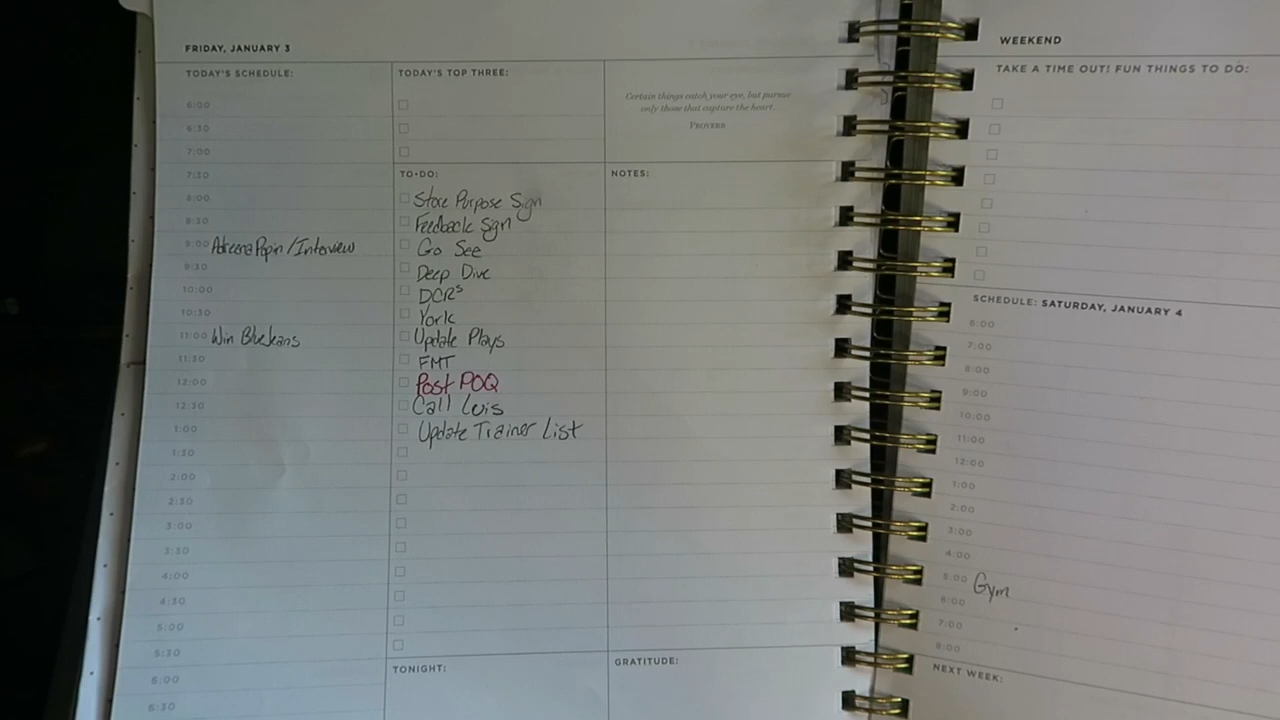 FRIDAY, JANUARY 3
TODAY'S SCHEDULE:
6:00
6:30
7:00
7:30
8:00
8:30
9:00 / Interview
9:30
10:00
10:30
11:00 Win BlueJeans
11:30
12:00
12:30
1:00
1:30
2:00
2:30
3:00
3:30
4:00
4:30
5:00
5:30
6:00
6:30
TODAY'S TOP THREE:
TO-DO:
Store Purpose Sign
Feedback Sign
Go See
Deep Dive
DCRs
York
Update Plays
FMT
Post POQ
Call Luis
Update Trainer List
TONIGHT:
Certain things catch your eye, but pursue
only those that capture the heart.
PROVERB
NOTES:
GRATITUDE:
WEEKEND
TAKE A TIME OUT! FUN THINGS TO DO:
SCHEDULE: SATURDAY, JANUARY 4
6:00
7:00
8:00
9:00
10:00
11:00
12:00
1:00
2:00
3:00
4:00
5:00 Gym
6:00
7:00
8:00
NEXT WEEK: